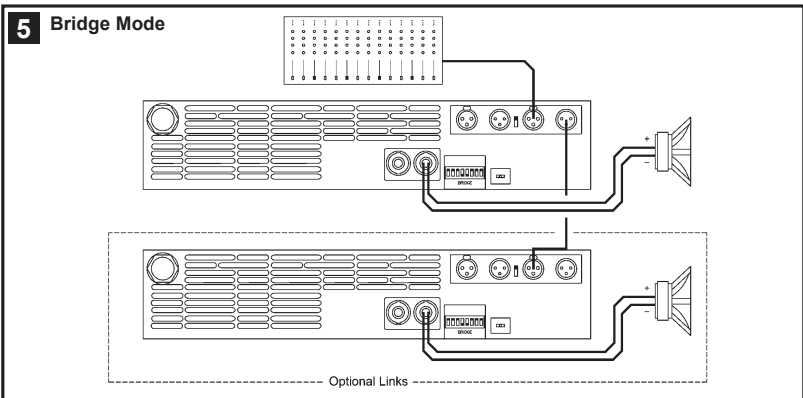 5 Bridge Mode
+
−
BRIDGE
+
−
BRIDGE
Optional Links